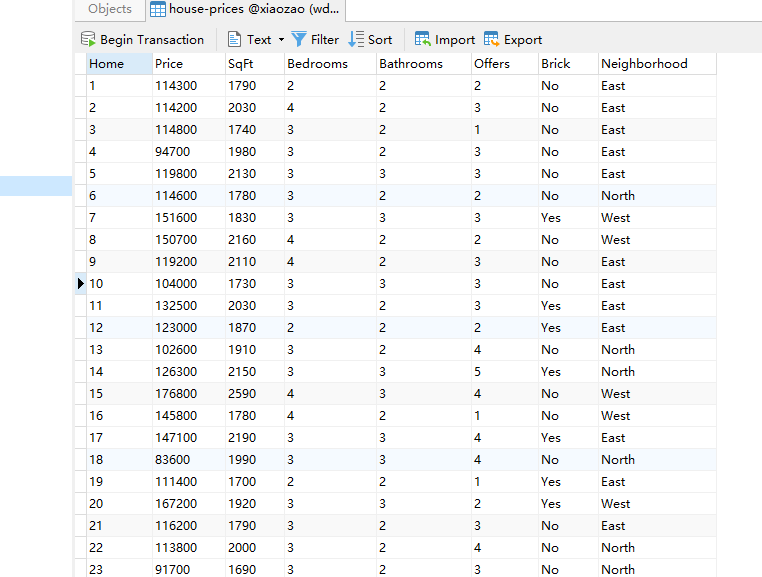 Objects house-prices @xiaozao (wd...
Begin Transaction Text Filter Sort Import Export
Home Price SqFt Bedrooms Bathrooms Offers Brick Neighborhood
1 114300 1790 2 2 2 No East
2 114200 2030 4 2 3 No East
3 114800 1740 3 2 1 No East
4 94700 1980 3 2 3 No East
5 119800 2130 3 3 3 No East
6 114600 1780 3 2 2 No North
7 151600 1830 3 3 3 Yes West
8 150700 2160 4 2 2 No West
9 119200 2110 4 2 3 No East
10 104000 1730 3 3 3 No East
11 132500 2030 3 2 3 Yes East
12 123000 1870 2 2 2 Yes East
13 102600 1910 3 2 4 No North
14 126300 2150 3 3 5 Yes North
15 176800 2590 4 3 4 No West
16 145800 1780 4 2 1 No West
17 147100 2190 3 3 4 Yes East
18 83600 1990 3 3 4 No North
19 111400 1700 2 2 1 Yes East
20 167200 1920 3 3 2 Yes West
21 116200 1790 3 2 3 No East
22 113800 2000 3 2 4 No North
23 91700 1690 3 2 3 No North